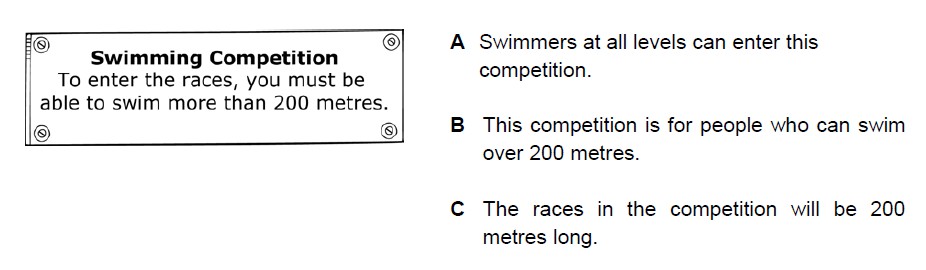 Swimming Competition
To enter the races, you must be
able to swim more than 200 metres.
A Swimmers at all levels can enter this
competition.
B This competition is for people who can swim
over 200 metres.
C The races in the competition will be 200
metres long.